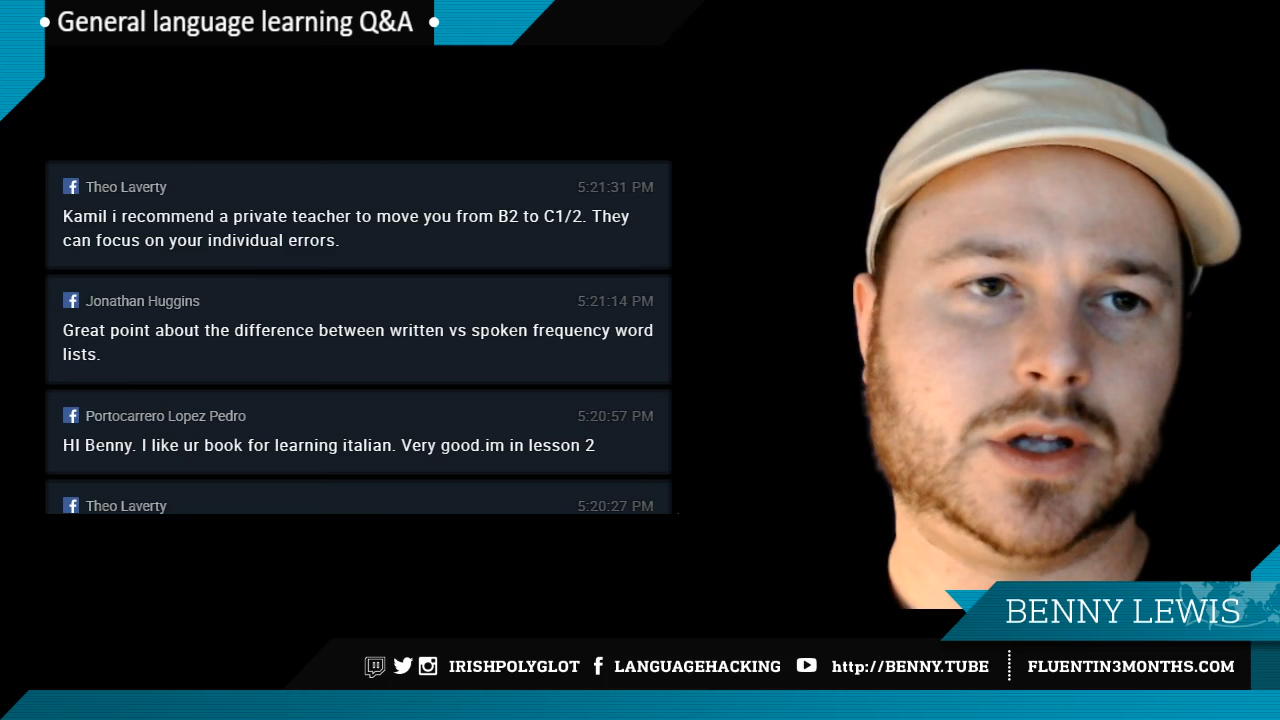 General language learning Q&A
Theo Laverty 5:21:31 PM
Kamil i recommend a private teacher to move you from B2 to C1/2. They
can focus on your individual errors.
Jonathan Huggins 5:21:14 PM
Great point about the difference between written vs spoken frequency word
lists.
Portocarrero Lopez Pedro 5:20:57 PM
HI Benny. I like ur book for learning italian. Very good.im in lesson 2
Theo Laverty 5:20:27 PM
BENNY LEWIS
IRISHPOLYGLOT LANGUAGEHACKING http://BENNY.TUBE FLUENTIN3MONTHS.COM